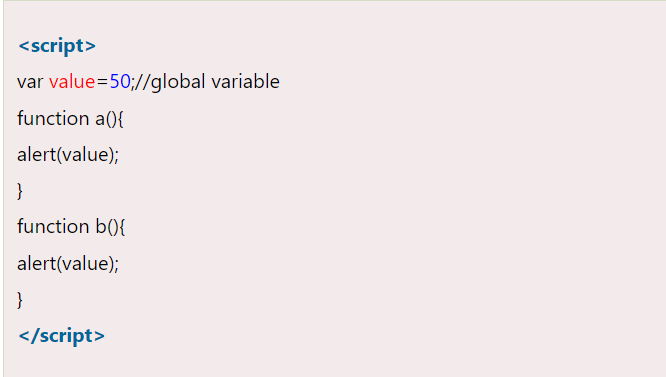 <script>
var value=50;//global variable
function a(){
alert(value);
}
function b(){
alert(value);
}
</script>